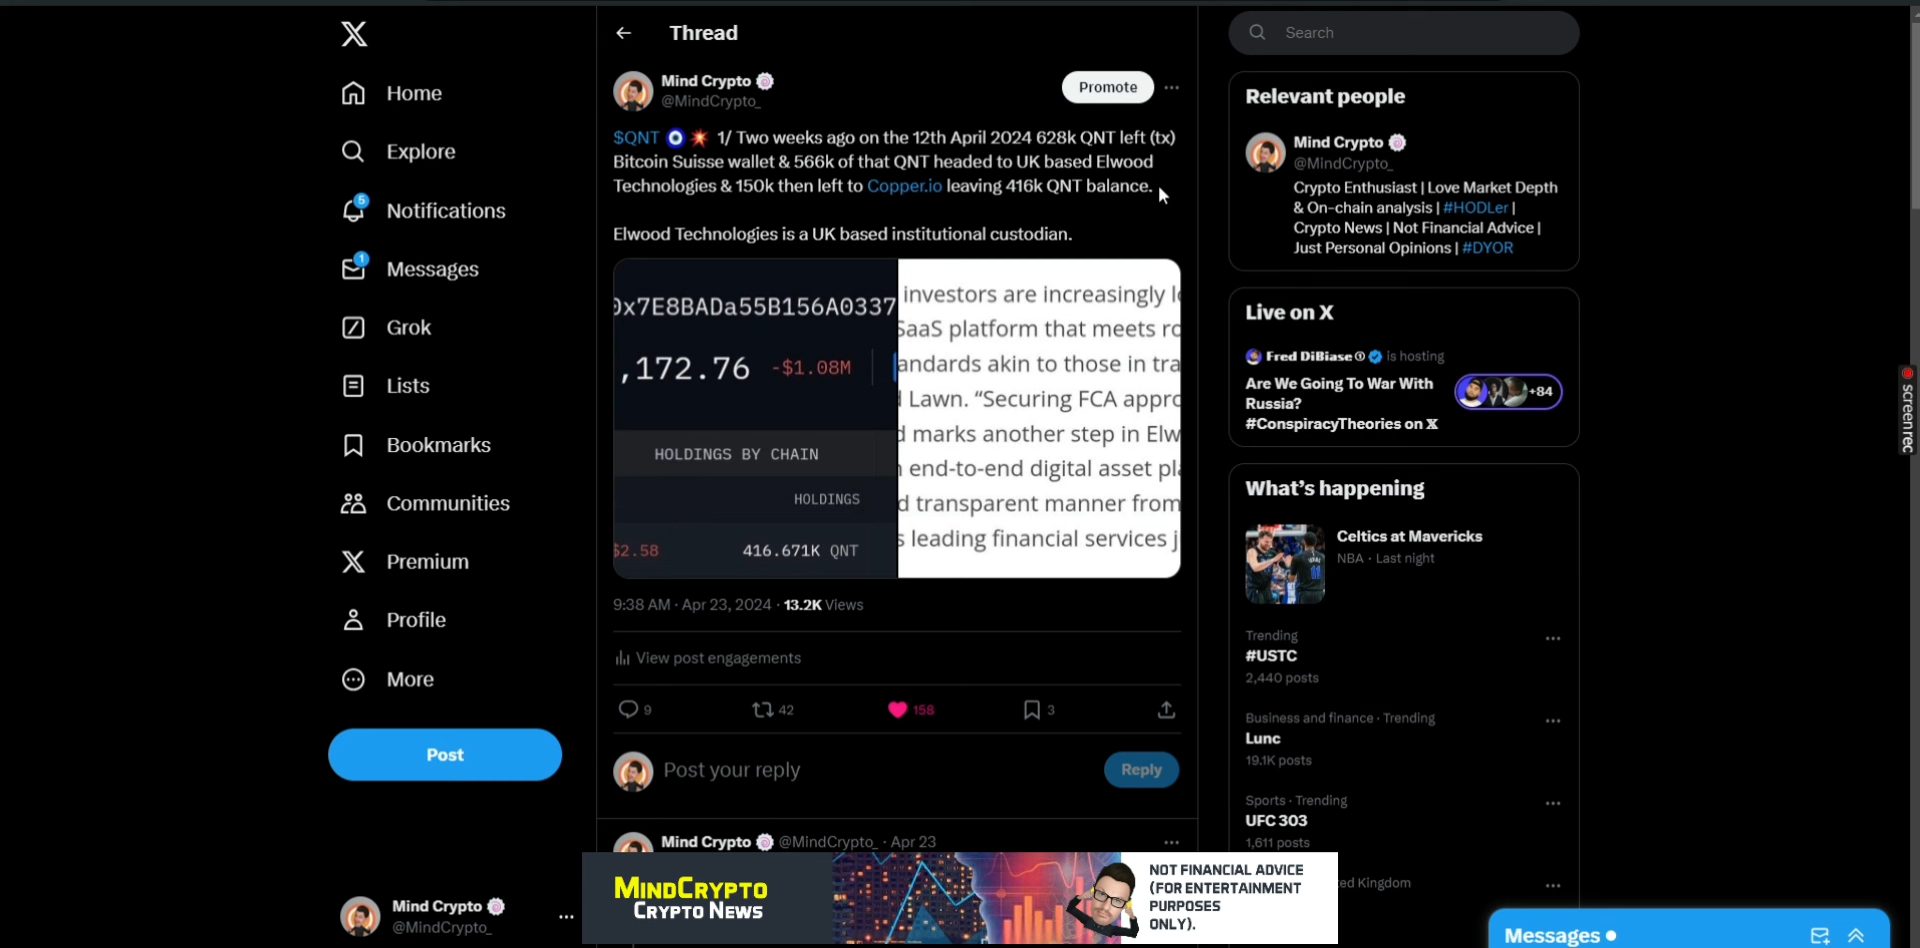 Home
Explore
5
Notifications
1
Messages
Grok
Lists
Bookmarks
Communities
Premium
Profile
More
Post
Mind Crypto
@MindCrypto_
Thread
Mind Crypto
@MindCrypto_
Promote
$QNT 1/ Two weeks ago on the 12th April 2024 628k QNT left (tx)
Bitcoin Suisse wallet & 566k of that QNT headed to UK based Elwood
Technologies & 150k then left to Copper.io leaving 416k QNT balance.
Elwood Technologies is a UK based institutional custodian.
0x7E8BADa55B156A0337
,172.76 -$1.08M
HOLDINGS BY CHAIN
HOLDINGS
$2.58 416.671K QNT
investors are increasingly l
SaaS platform that meets ro
andards akin to those in tra
d Lawn. “Securing FCA appro
d marks another step in Elw
n end-to-end digital asset pla
d transparent manner from
s leading financial services j
9:38 AM · Apr 23, 2024 · 13.2K Views
View post engagements
9 42 158 3
Post your reply
Reply
Mind Crypto @MindCrypto_ · Apr 23
MINDCRYPTO
CRYPTO NEWS
NOT FINANCIAL ADVICE
(FOR ENTERTAINMENT
PURPOSES
ONLY).
Search
Relevant people
Mind Crypto
@MindCrypto_
Crypto Enthusiast | Love Market Depth
& On-chain analysis | #HODLer |
Crypto News | Not Financial Advice |
Just Personal Opinions | #DYOR
Live on X
Fred DiBiase is hosting
Are We Going To War With
Russia?
#ConspiracyTheories on X
+84
What’s happening
Celtics at Mavericks
NBA · Last night
Trending
#USTC
2,440 posts
Business and finance · Trending
Lunc
19.1K posts
Sports · Trending
UFC 303
1,611 posts
ed Kingdom
Messages
screen rec